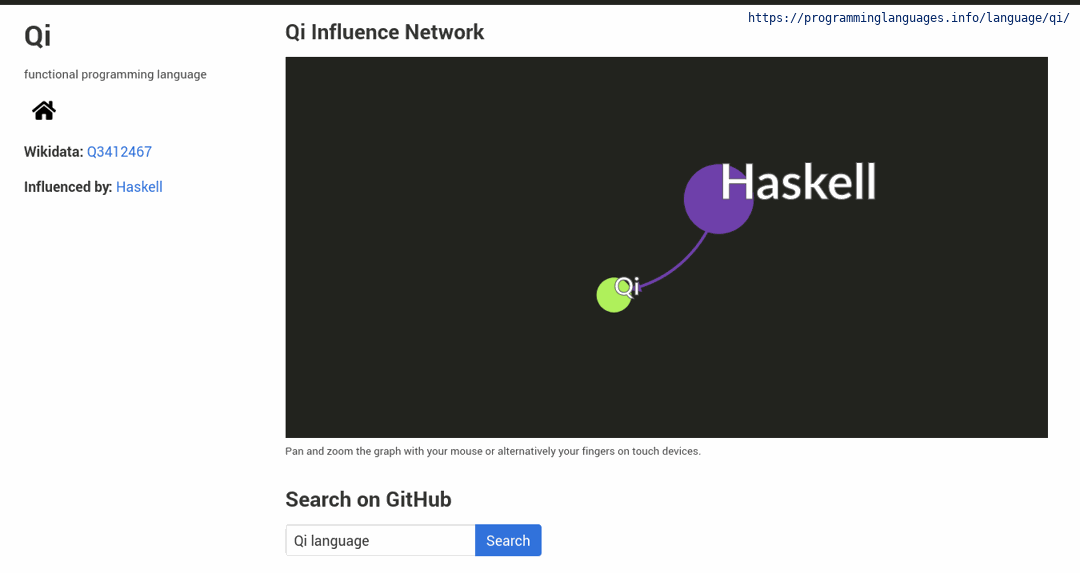 https://programminglanguages.info/language/qi/
Qi
functional programming language
Wikidata: Q3412467
Influenced by: Haskell
Qi Influence Network
Haskell
Qi
Pan and zoom the graph with your mouse or alternatively your fingers on touch devices.
Search on GitHub
Qi language
Search